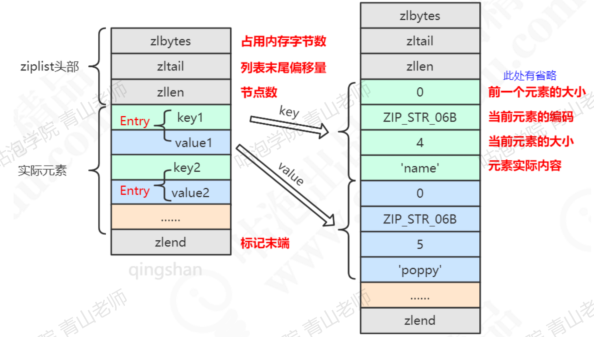 ziplist头部
实际元素
zlbytes
zltail
zllen
Entry
key1
value1
key2
Entry
value2
......
zlend
占用内存字节数
列表末尾偏移量
节点数
标记末端
key
value
zlbytes
zltail
zllen
0
ZIP_STR_06B
4
'name'
0
ZIP_STR_06B
5
'poppy'
......
zlend
此处有省略
前一个元素的大小
当前元素的编码
当前元素的大小
元素实际内容
qingshan
咕泡学院 青山老师